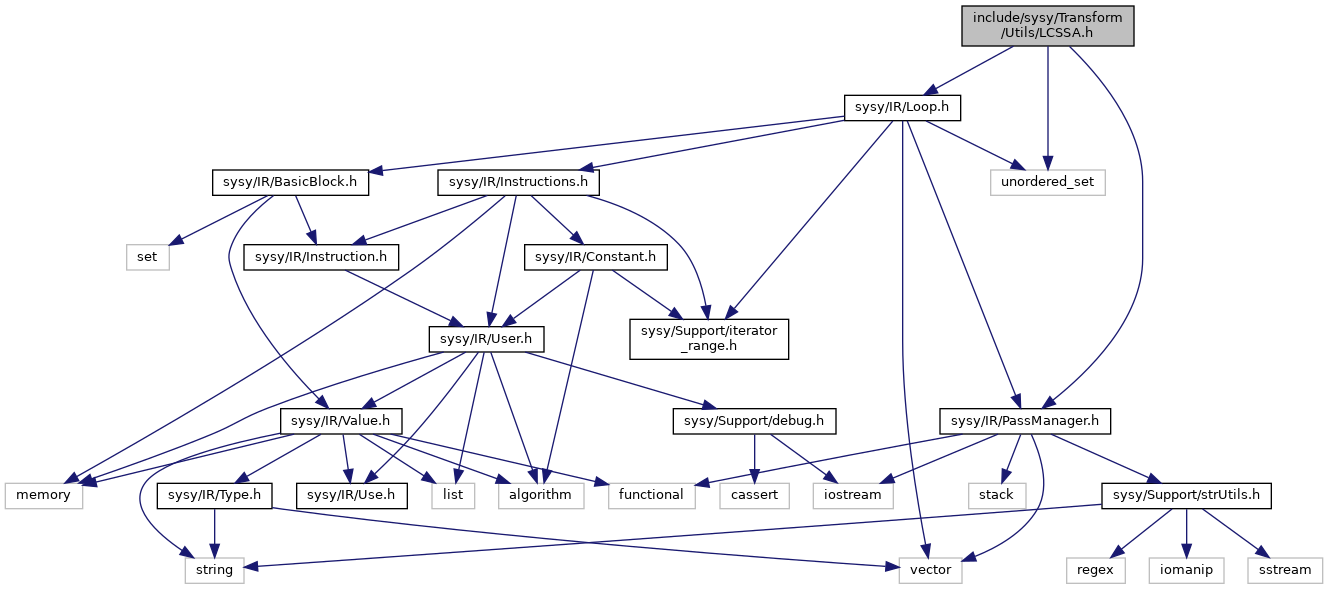 include/sysy/Transform
/Utils/LCSSA.h
sysy/IR/Loop.h
sysy/IR/BasicBlock.h
sysy/IR/Instructions.h
unordered_set
set
sysy/IR/Instruction.h
sysy/IR/Constant.h
sysy/IR/User.h
sysy/Support/iterator
_range.h
sysy/IR/Value.h
sysy/Support/debug.h
sysy/IR/PassManager.h
memory
sysy/IR/Type.h
sysy/IR/Use.h
list
algorithm
functional
cassert
iostream
stack
sysy/Support/strUtils.h
string
vector
regex
iomanip
sstream